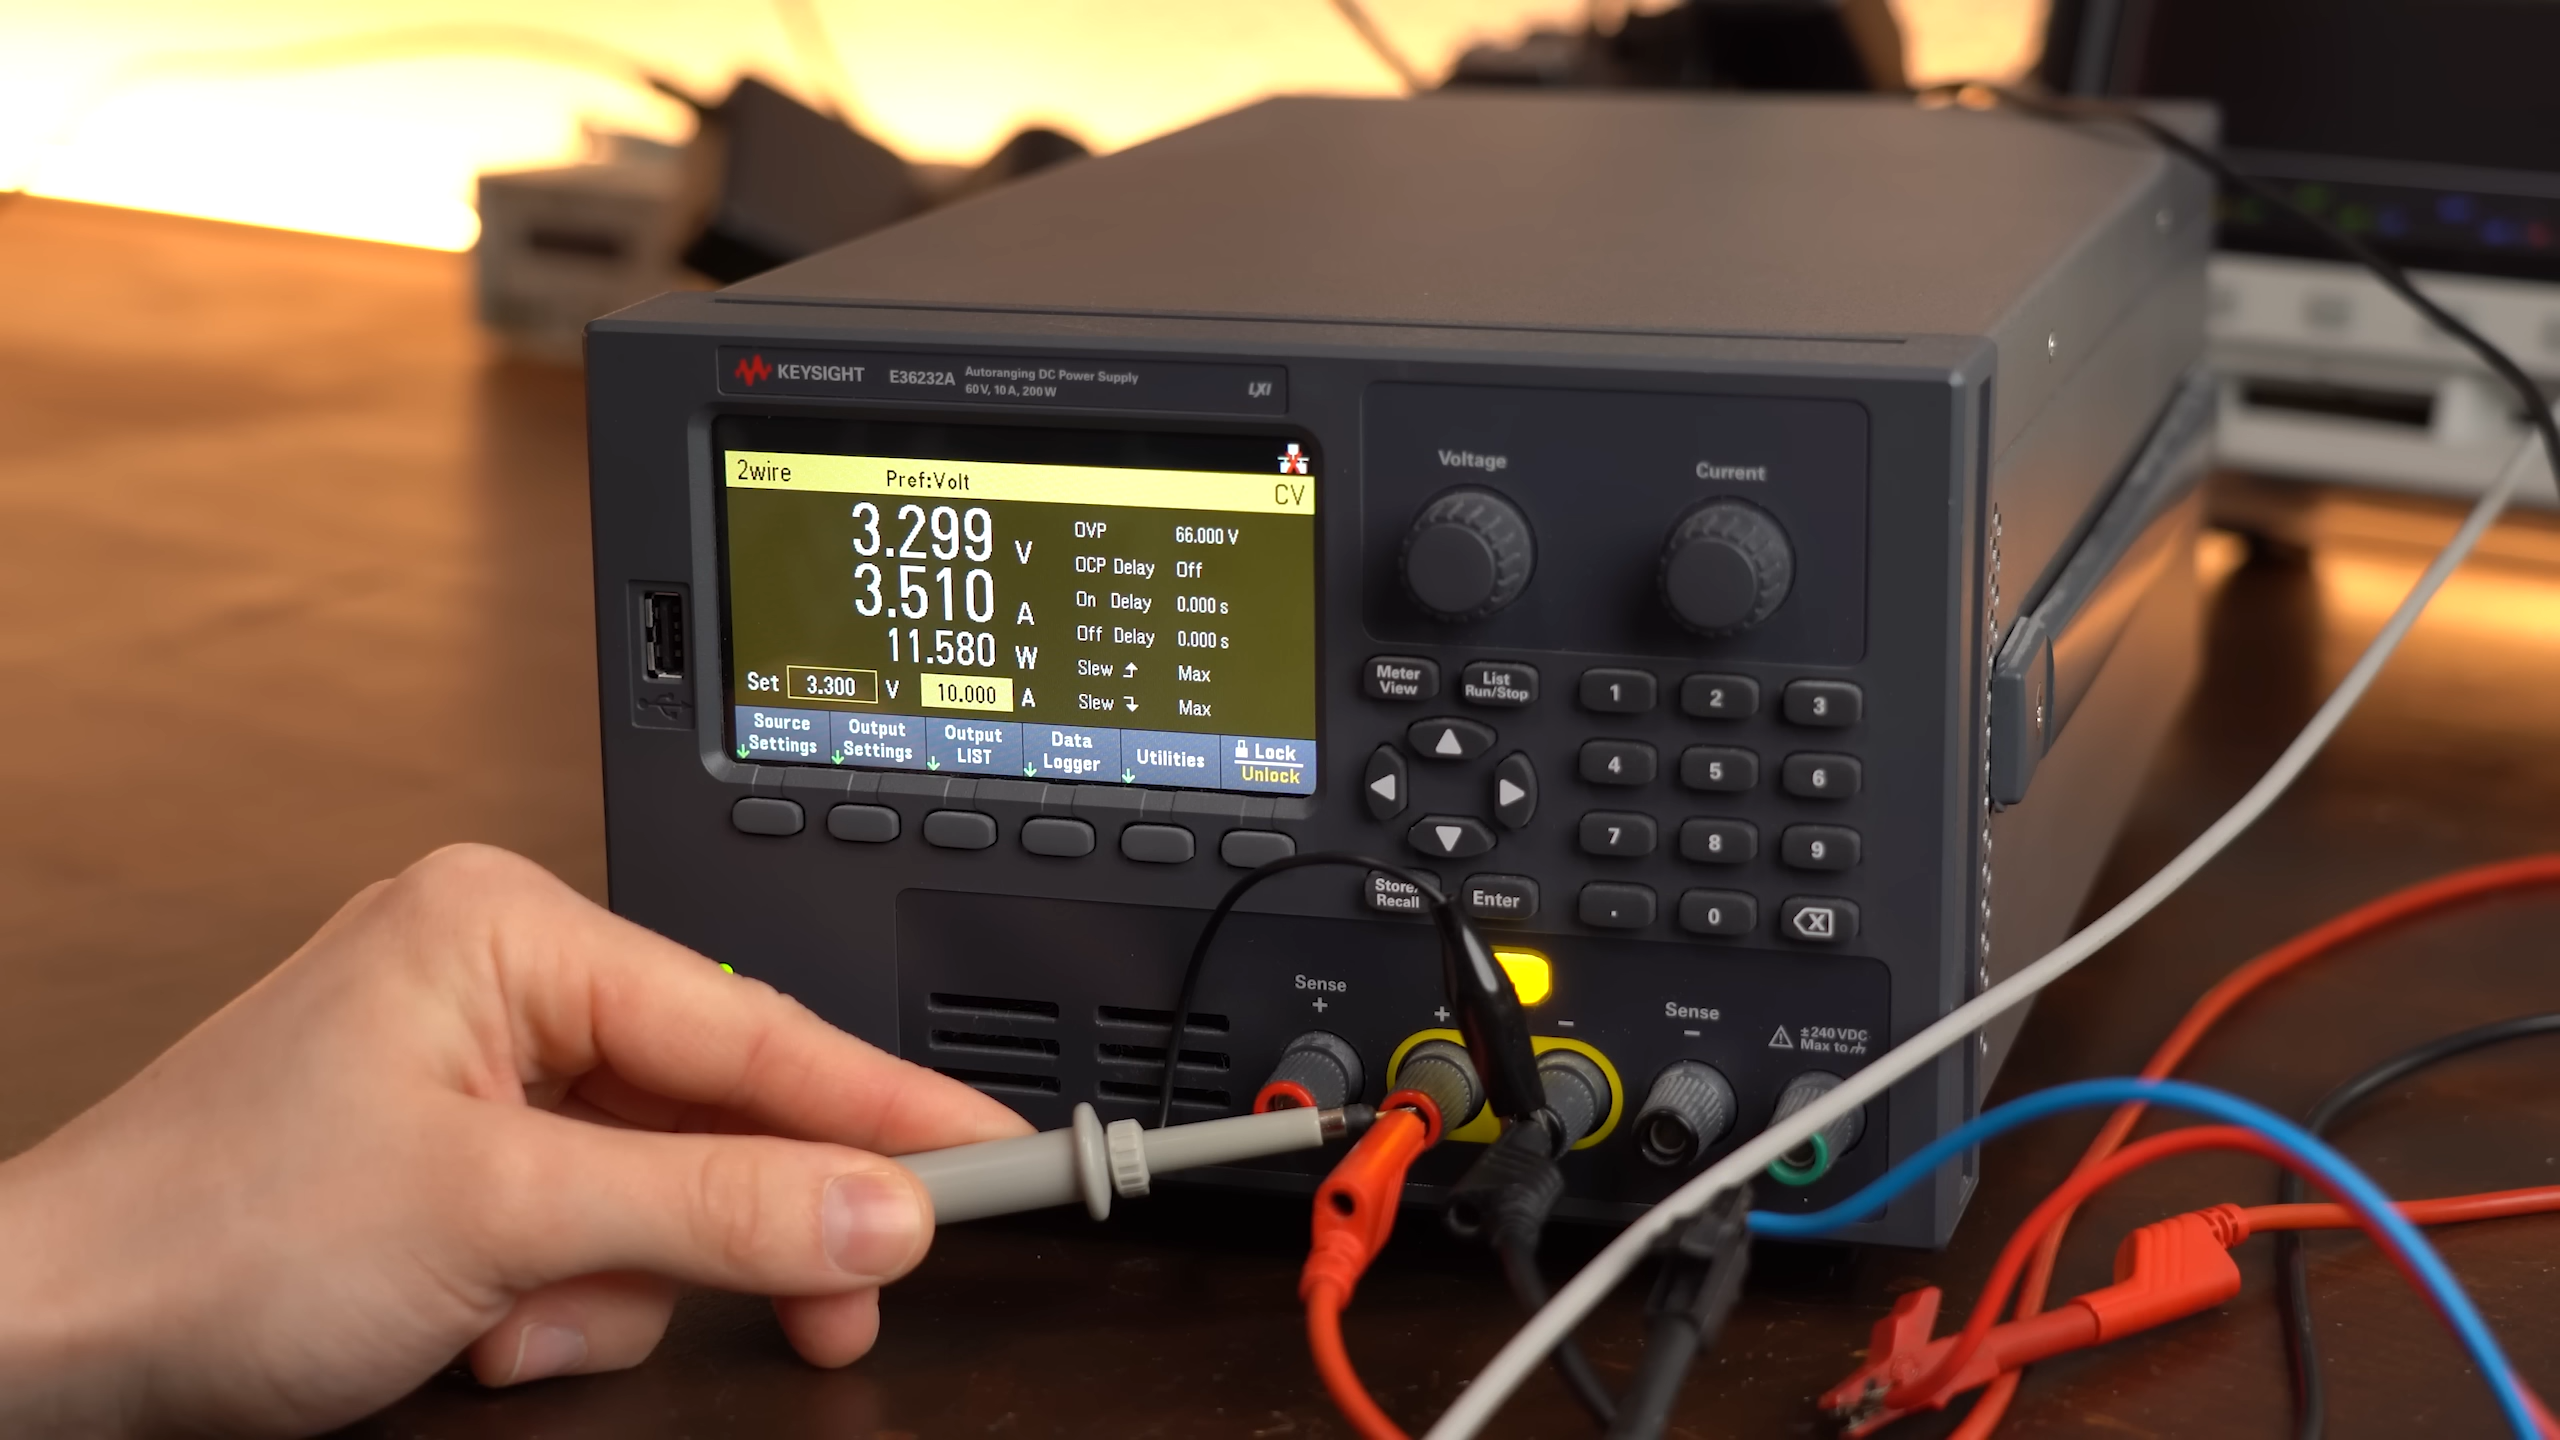 KEYSIGHT E36232A Autoranging DC Power Supply
60V, 10A, 200W
LXI
2wire Pref:Volt CV
3.299 V
3.510 A
11.580 W
Set 3.300 V 10.000 A
OVP 66.000 V
OCP Delay Off
On Delay 0.000 s
Off Delay 0.000 s
Slew Max
Slew Max
Source
Settings
Output
Settings
Output
LIST
Data
Logger
Utilities
Lock
Unlock
Voltage
Current
Meter
View
List
Run/Stop
1 2 3
4 5 6
7 8 9
. 0
Store/
Recall
Enter
Sense
+
+
−
Sense
−
±240 VDC
Max to